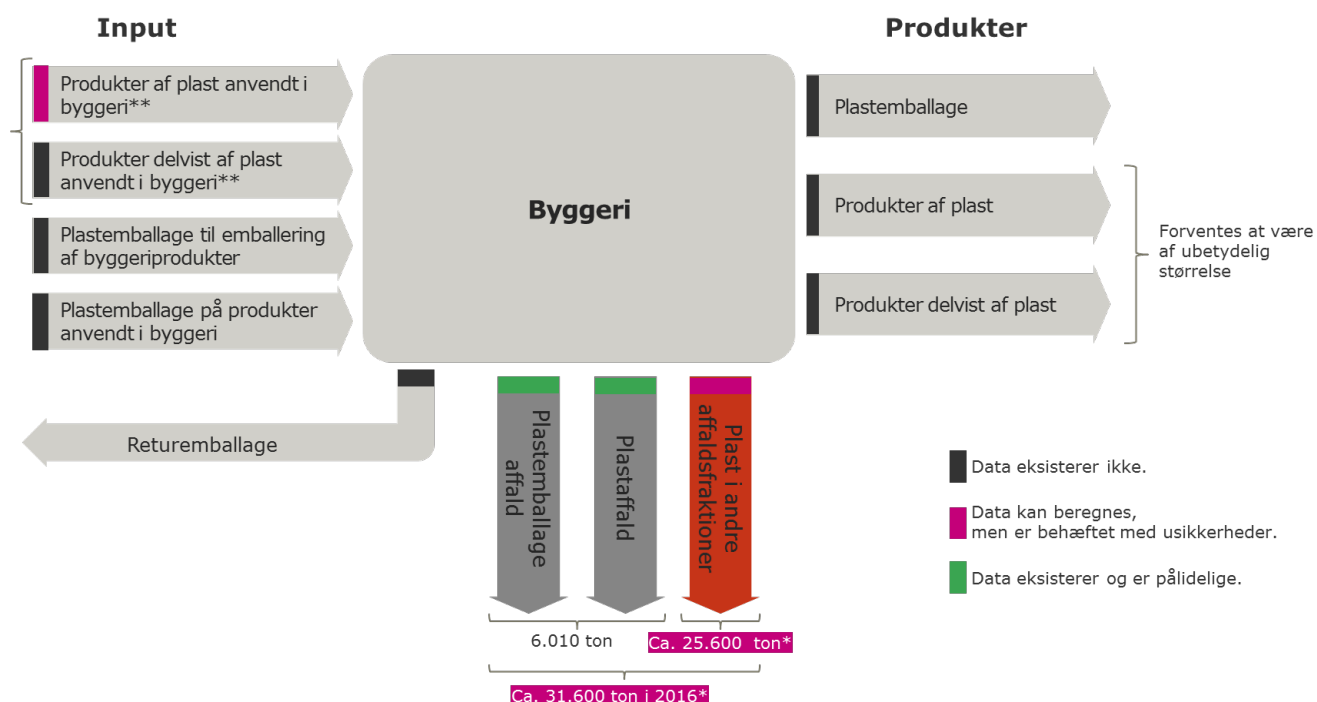 Input
Produkter af plast anvendt i
byggeri**
Produkter delvist af plast
anvendt i byggeri**
Plastemballage til emballering
af byggeriprodukter
Plastemballage på produkter
anvendt i byggeri
Byggeri
Produkter
Plastemballage
Produkter af plast
Produkter delvist af plast
Forventes at være
af ubetydelig
størrelse
Returemballage
Plastemballage
affald
Plastaffald
Plast i andre
affaldsfraktioner
6.010 ton
Ca. 25.600 ton*
Ca. 31.600 ton i 2016*
Data eksisterer ikke.
Data kan beregnes,
men er behæftet med usikkerheder.
Data eksisterer og er pålidelige.